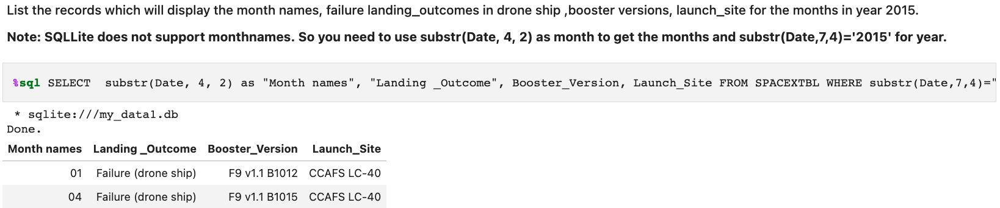 List the records which will display the month names, failure landing_outcomes in drone ship ,booster versions, launch_site for the months in year 2015.
Note: SQLLite does not support monthnames. So you need to use substr(Date, 4, 2) as month to get the months and substr(Date,7,4)='2015' for year.
%sql SELECT  substr(Date, 4, 2) as "Month names", "Landing _Outcome", Booster_Version, Launch_Site FROM SPACEXTBL WHERE substr(Date,7,4)="
* sqlite:///my_data1.db
Done.
Month names Landing _Outcome Booster_Version Launch_Site
01 Failure (drone ship) F9 v1.1 B1012 CCAFS LC-40
04 Failure (drone ship) F9 v1.1 B1015 CCAFS LC-40